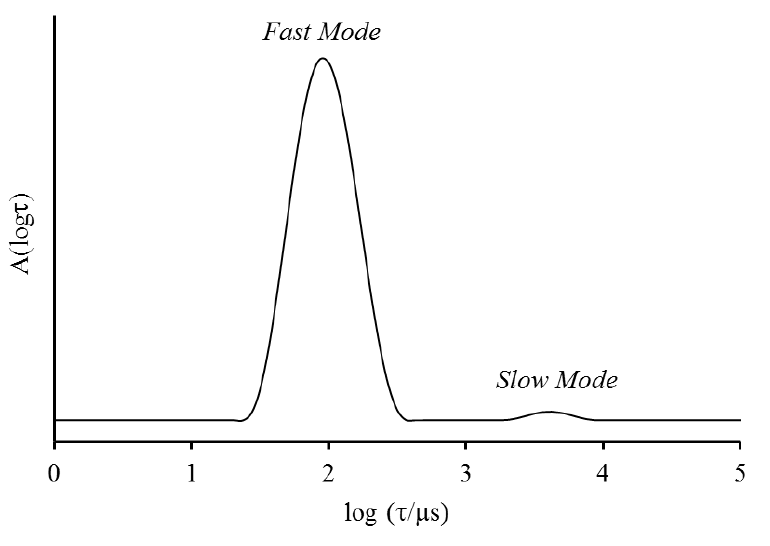 Fast Mode
A(logτ)
Slow Mode
0 1 2 3 4 5
log (τ/µs)